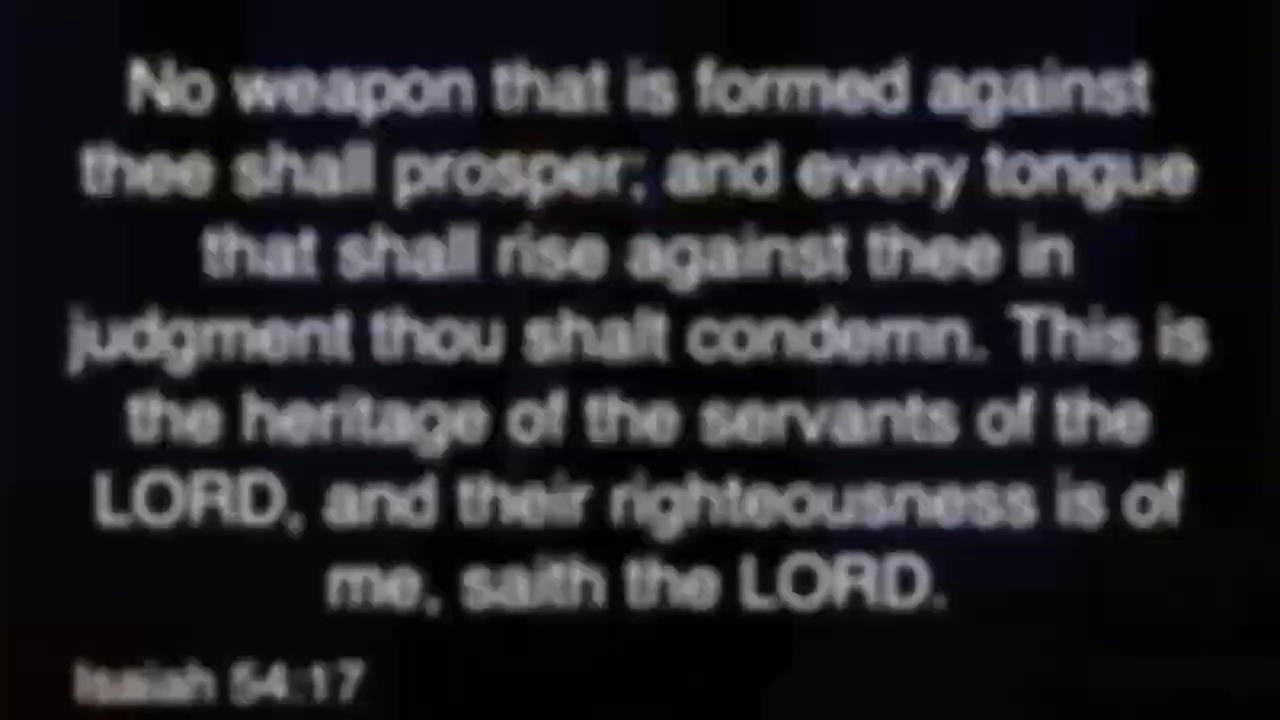 No weapon that is formed against
thee shall prosper; and every tongue
that shall rise against thee in
judgment thou shalt condemn. This is
the heritage of the servants of the
LORD, and their righteousness is of
me, saith the LORD.
Isaiah 54:17